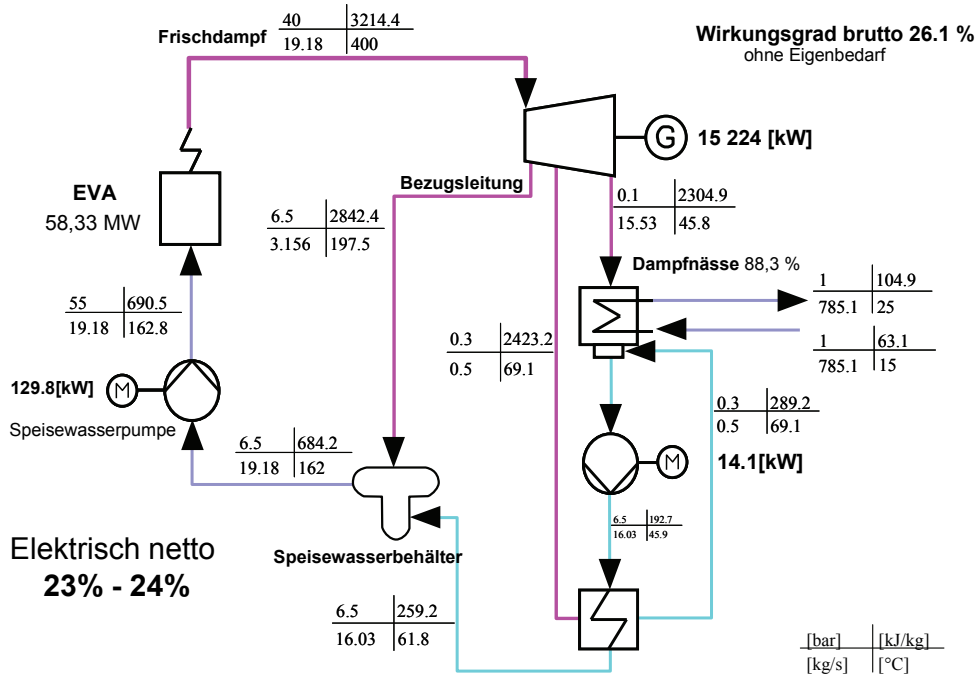 40 3214.4
Frischdampf
19.18 400
Wirkungsgrad brutto 26.1 %
ohne Eigenbedarf
G
15 224 [kW]
EVA
58,33 MW
Bezugsleitung
6.5 2842.4
3.156 197.5
0.1 2304.9
15.53 45.8
Dampfnässe 88,3 %
1 104.9
785.1 25
1 63.1
785.1 15
55 690.5
19.18 162.8
0.3 2423.2
0.5 69.1
129.8[kW]
M
Speisewasserpumpe
0.3 289.2
0.5 69.1
M
14.1[kW]
6.5 684.2
19.18 162
6.5 192.7
16.03 45.9
Elektrisch netto
23% - 24%
Speisewasserbehälter
6.5 259.2
16.03 61.8
[bar] [kJ/kg]
[kg/s] [°C]